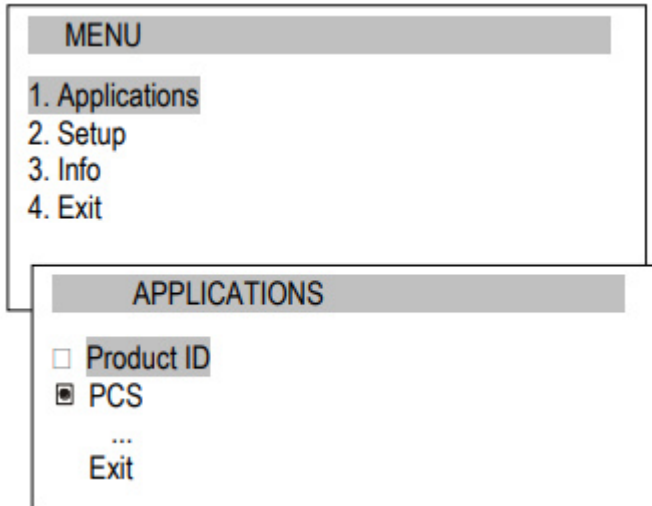 MENU
1. Applications
2. Setup
3. Info
4. Exit
APPLICATIONS
Product ID
PCS
...
Exit